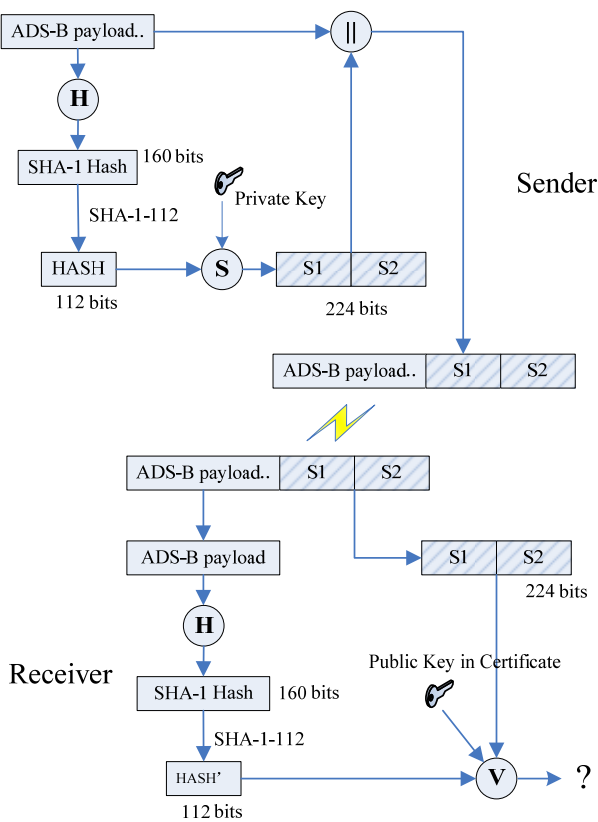 ADS-B payload..
||
H
160 bits
SHA-1 Hash
Sender
Private Key
SHA-1-112
HASH
S
S1
S2
112 bits
224 bits
ADS-B payload..
S1
S2
ADS-B payload..
S1
S2
ADS-B payload
S1
S2
224 bits
H
Receiver
Public Key in Certificate
SHA-1 Hash
160 bits
SHA-1-112
HASH'
V
?
112 bits